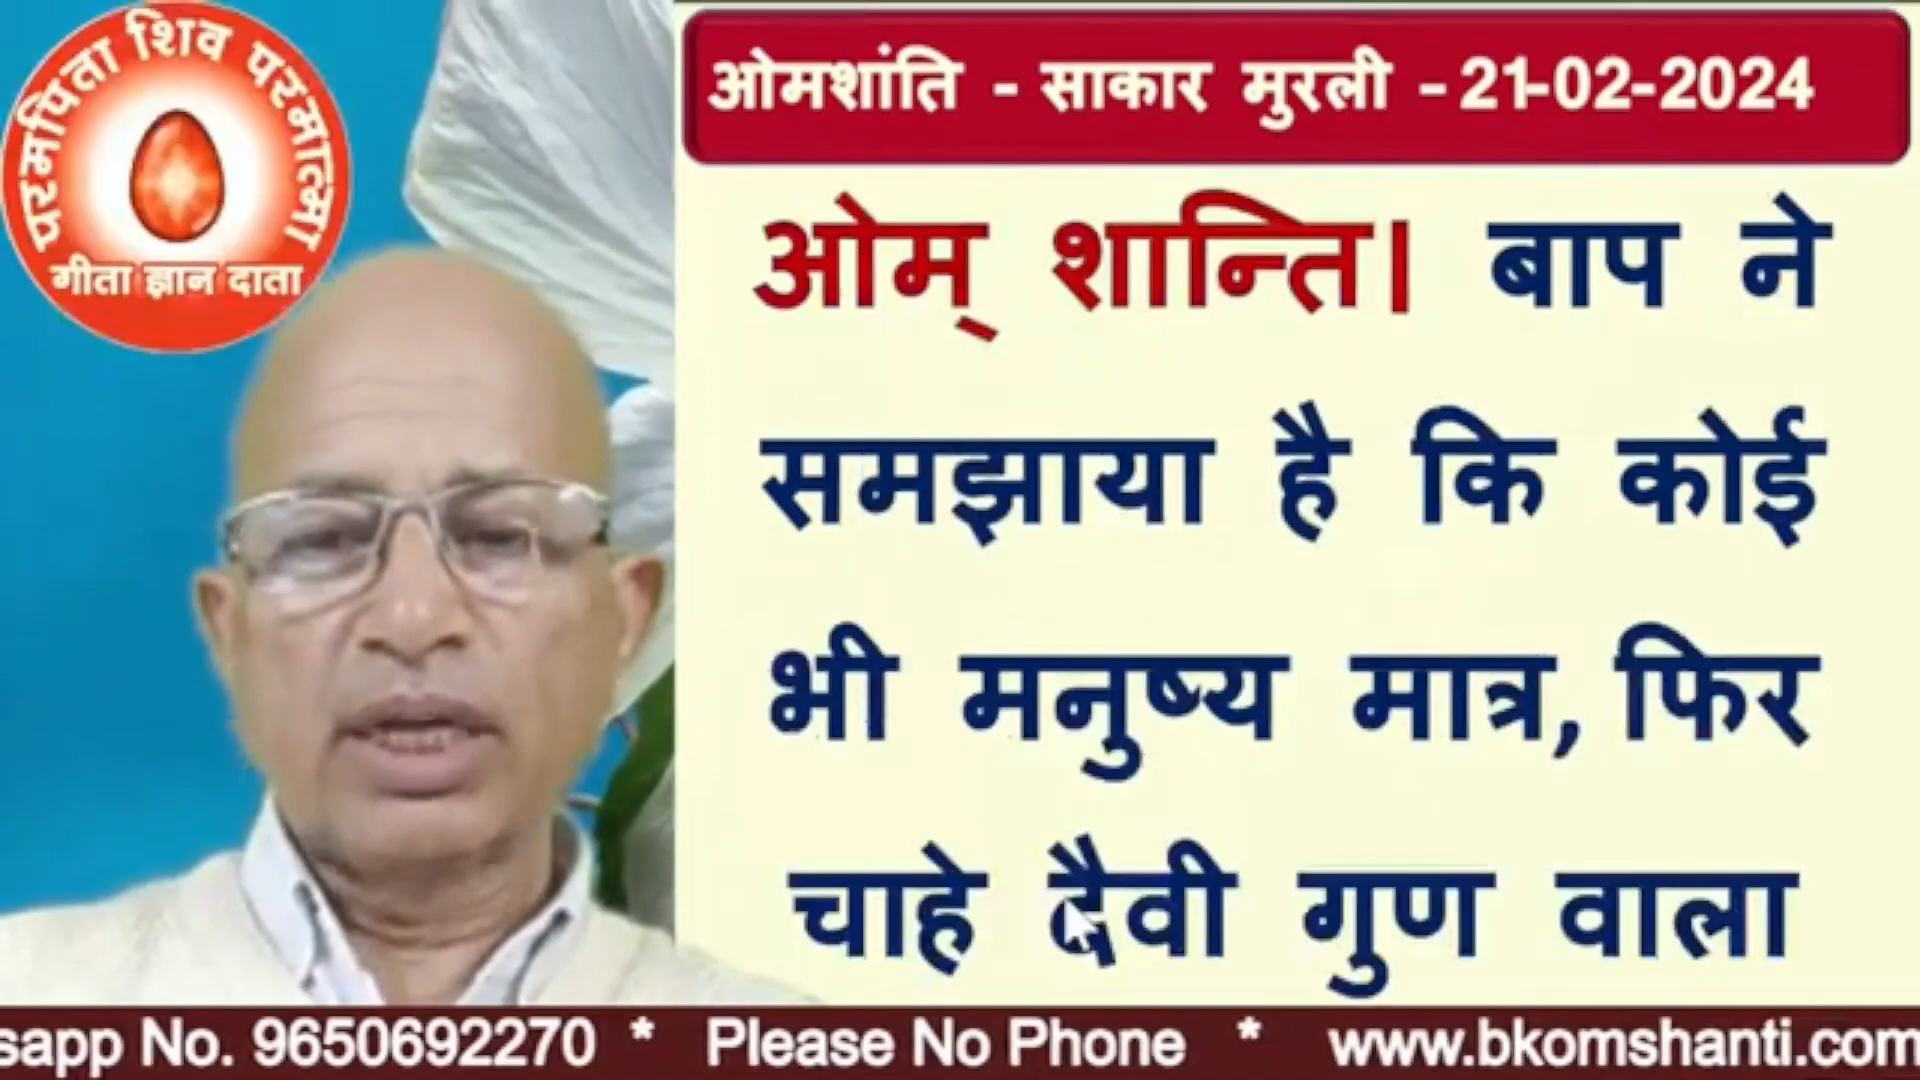 परमपिता शिव परमात्मा
गीता ज्ञान दाता
ओमशांति - साकार मुरली - 21-02-2024
ओम् शान्ति। बाप ने
समझाया है कि कोई
भी मनुष्य मात्र, फिर
चाहे दैवी गुण वाला
sapp No. 9650692270 * Please No Phone * www.bkomshanti.com